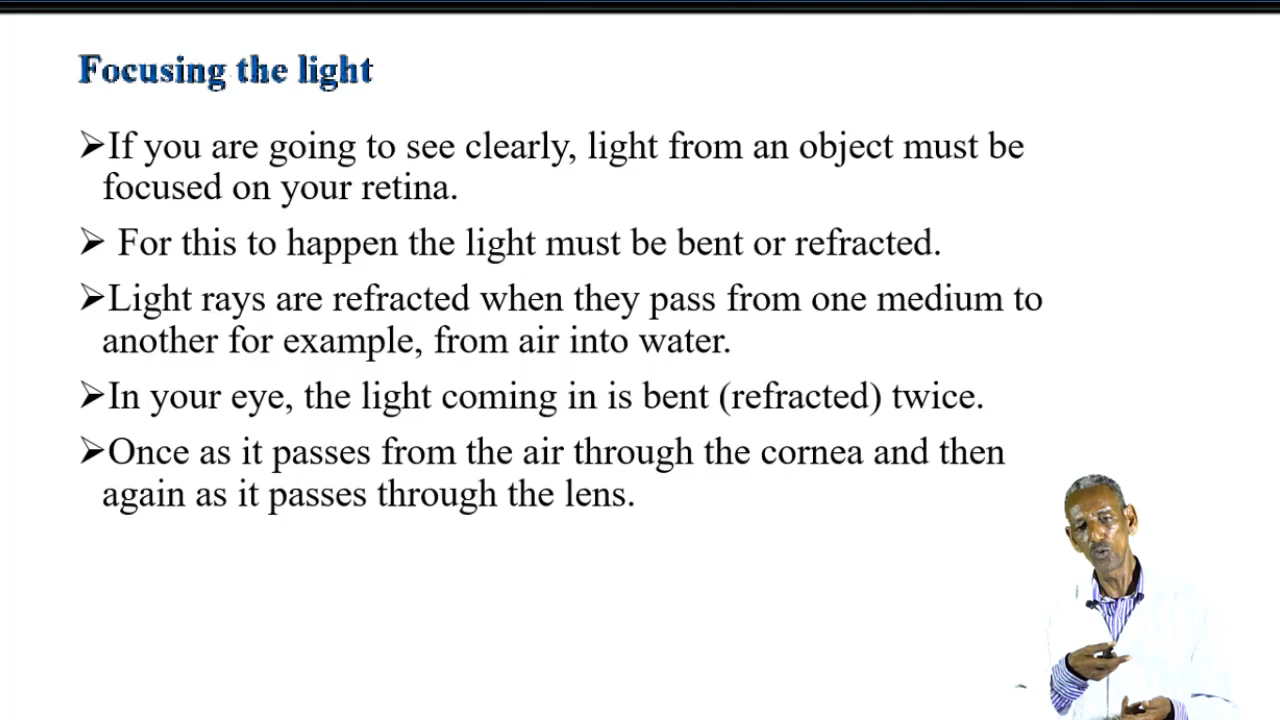 Focusing the light
➢If you are going to see clearly, light from an object must be
focused on your retina.
➢ For this to happen the light must be bent or refracted.
➢Light rays are refracted when they pass from one medium to
another for example, from air into water.
➢In your eye, the light coming in is bent (refracted) twice.
➢Once as it passes from the air through the cornea and then
again as it passes through the lens.